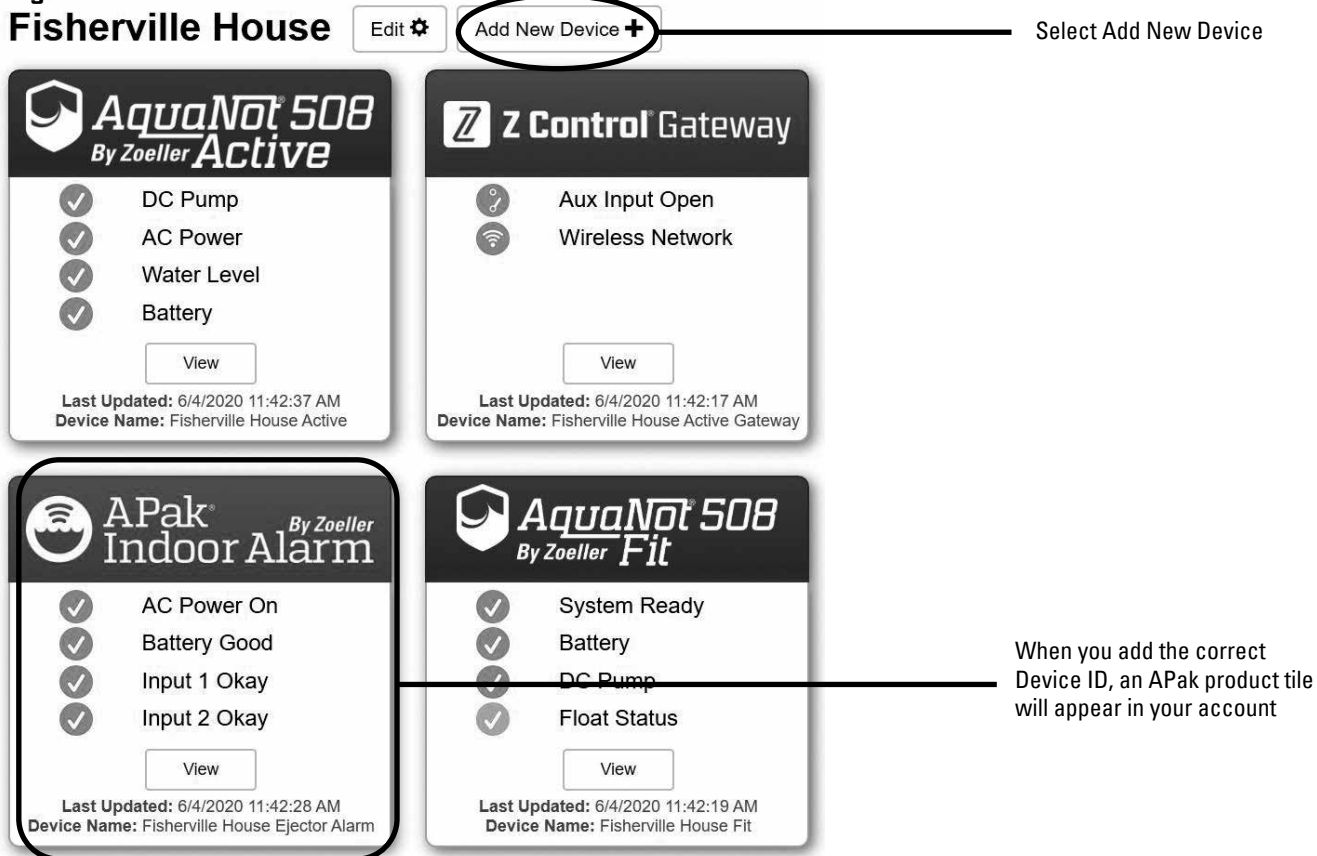 Fisherville House
Edit
Add New Device
Select Add New Device
AquaNot® 508
By Zoeller Active
DC Pump
AC Power
Water Level
Battery
View
Last Updated: 6/4/2020 11:42:37 AM
Device Name: Fisherville House Active
Z Control® Gateway
Aux Input Open
Wireless Network
View
Last Updated: 6/4/2020 11:42:17 AM
Device Name: Fisherville House Active Gateway
APak® By Zoeller
Indoor Alarm
AC Power On
Battery Good
Input 1 Okay
Input 2 Okay
View
Last Updated: 6/4/2020 11:42:28 AM
Device Name: Fisherville House Ejector Alarm
AquaNot® 508
By Zoeller Fit
System Ready
Battery
DC Pump
Float Status
View
Last Updated: 6/4/2020 11:42:19 AM
Device Name: Fisherville House Fit
When you add the correct
Device ID, an APak product tile
will appear in your account